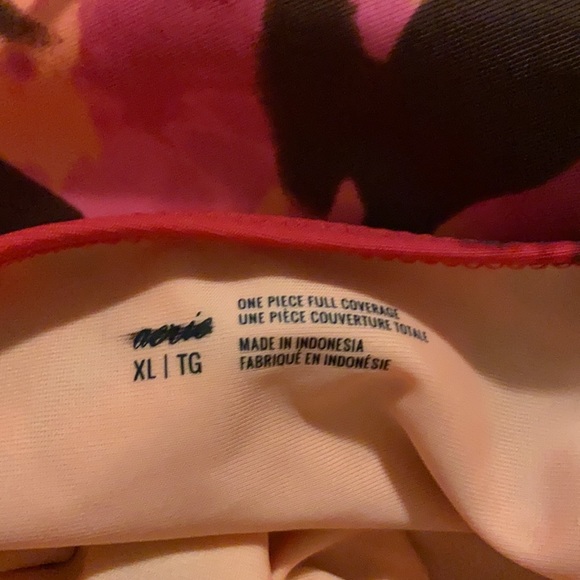 aerie
XL | TG
ONE PIECE FULL COVERAGE
UNE PIÈCE COUVERTURE TOTALE
MADE IN INDONESIA
FABRIQUÉ EN INDONÉSIE